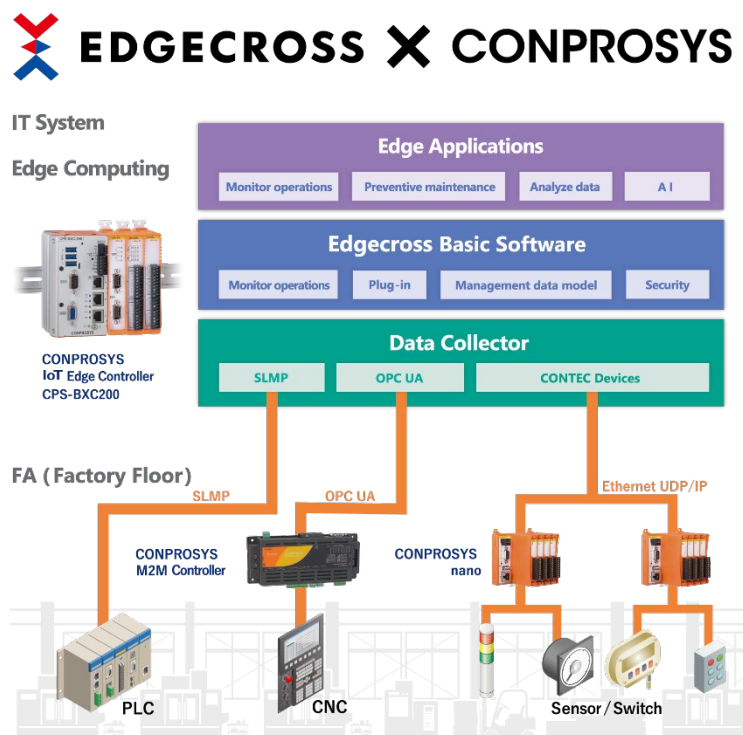 EDGECROSS X CONPROSYS
IT System
Edge Computing
Edge Applications
Monitor operations
Preventive maintenance
Analyze data
AI
Edgecross Basic Software
Monitor operations
Plug-in
Management data model
Security
CONPROSYS
IoT Edge Controller
CPS-BXC200
Data Collector
SLMP
OPC UA
CONTEC Devices
FA (Factory Floor)
SLMP
OPC UA
Ethernet UDP/IP
CONPROSYS
M2M Controller
CONPROSYS
nano
PLC
CNC
Sensor / Switch